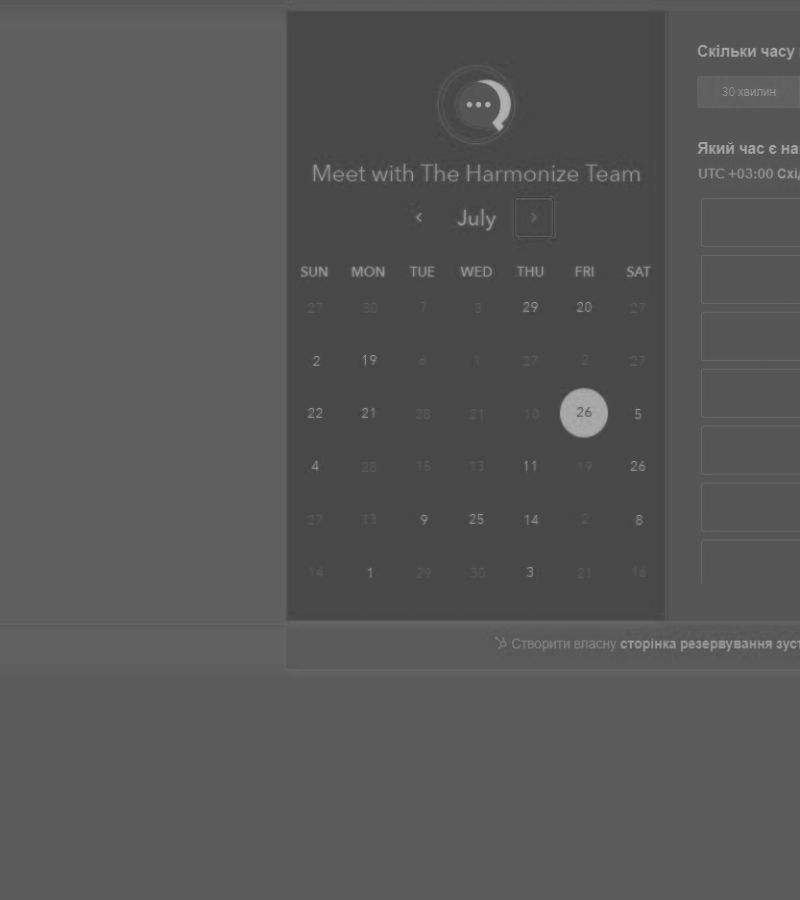 Meet with The Harmonize Team
July
SUN MON TUE WED THU FRI SAT
27 30 7 3 29 20 27
2 19 6 27 2 27
22 21 28 21 10 26 5
4 28 15 13 11 19 26
27 13 9 25 14 2 8
14 1 29 30 3 21 16
Скільки часу
30 хвилин
Який час є на
UTC +03:00 Схі
Створити власну сторінка резервування зуст